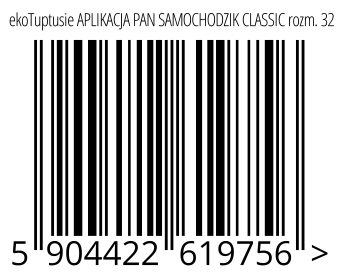 ekoTuptusie APLIKACJA PAN SAMOCHODZIK CLASSIC rozm. 32
5 904422 619756 >